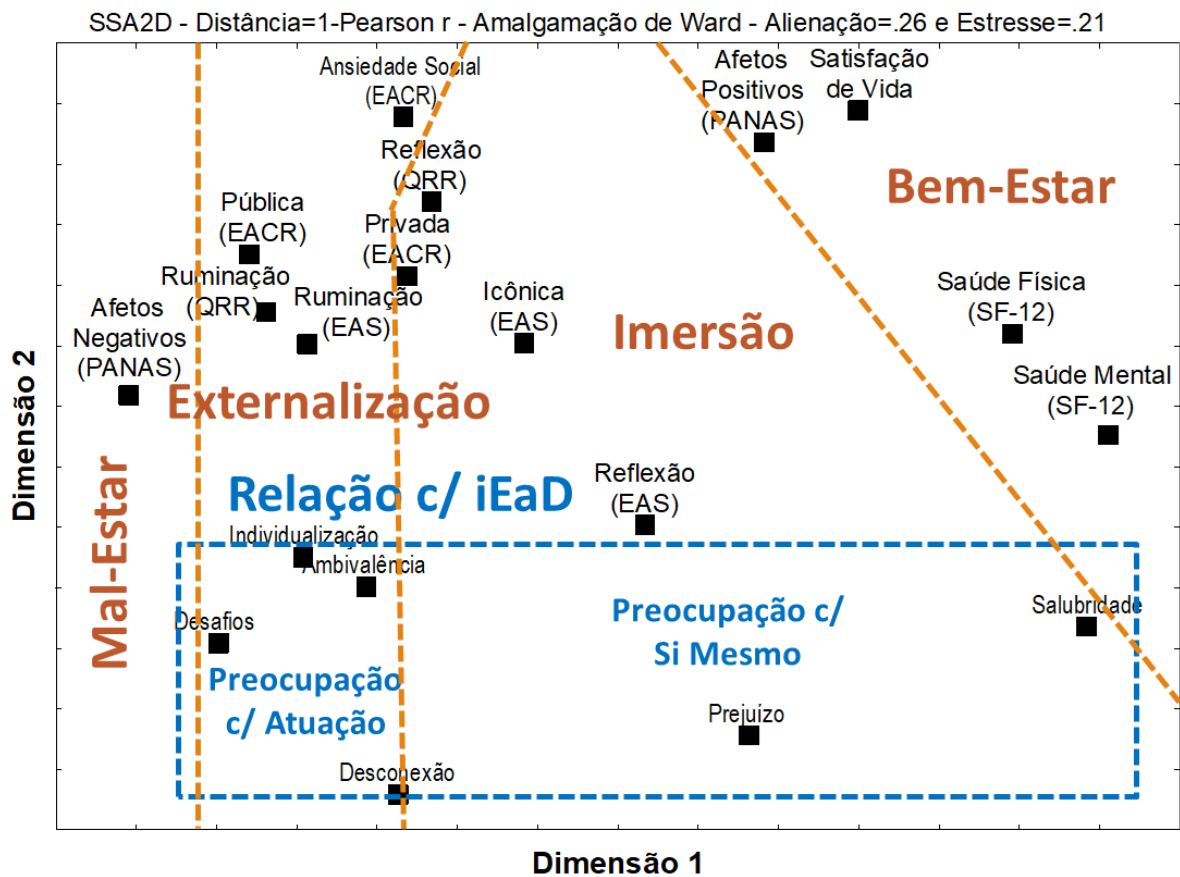 SSA2D - Distância=1-Pearson r - Amalgamação de Ward - Alienação=.26 e Estresse=.21
Ansiedade Social
(EACR)
Afetos
Positivos
(PANAS)
Satisfação
de Vida
Reflexão
(QRR)
Bem-Estar
Pública
(EACR)
Privada
(EACR)
Ruminação
(QRR)
Ruminação
(EAS)
Icônica
(EAS)
Saúde Física
(SF-12)
Afetos
Negativos
(PANAS)
Imersão
Externalização
Saúde Mental
(SF-12)
Dimensão 2
Mal-Estar
Relação c/ iEaD
Reflexão
(EAS)
Individualização
Ambivalência
Desafios
Preocupação c/
Si Mesmo
Salubridade
Preocupação
c/ Atuação
Prejuízo
Desconexão
Dimensão 1